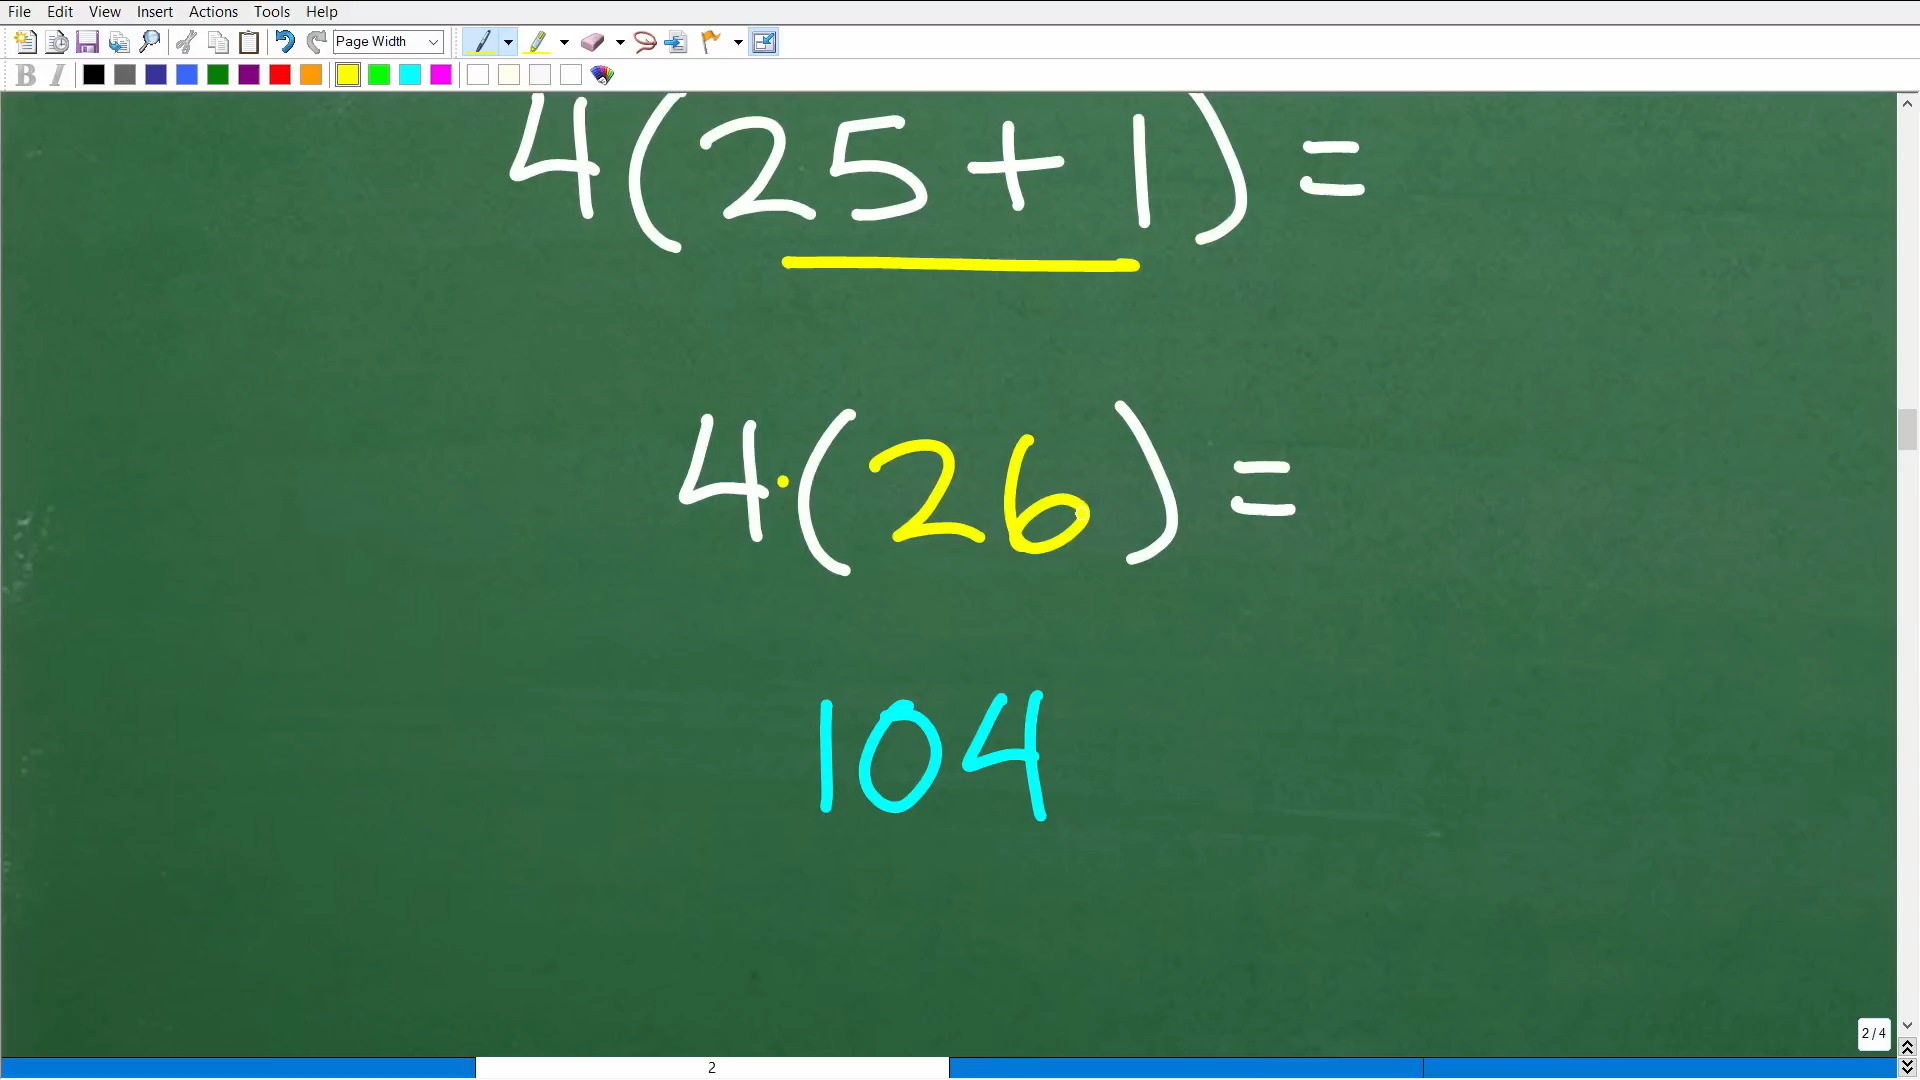 File Edit View Insert Actions Tools Help
Page Width
B I
4(25+1)=
4·(26)=
104
2 / 4
2